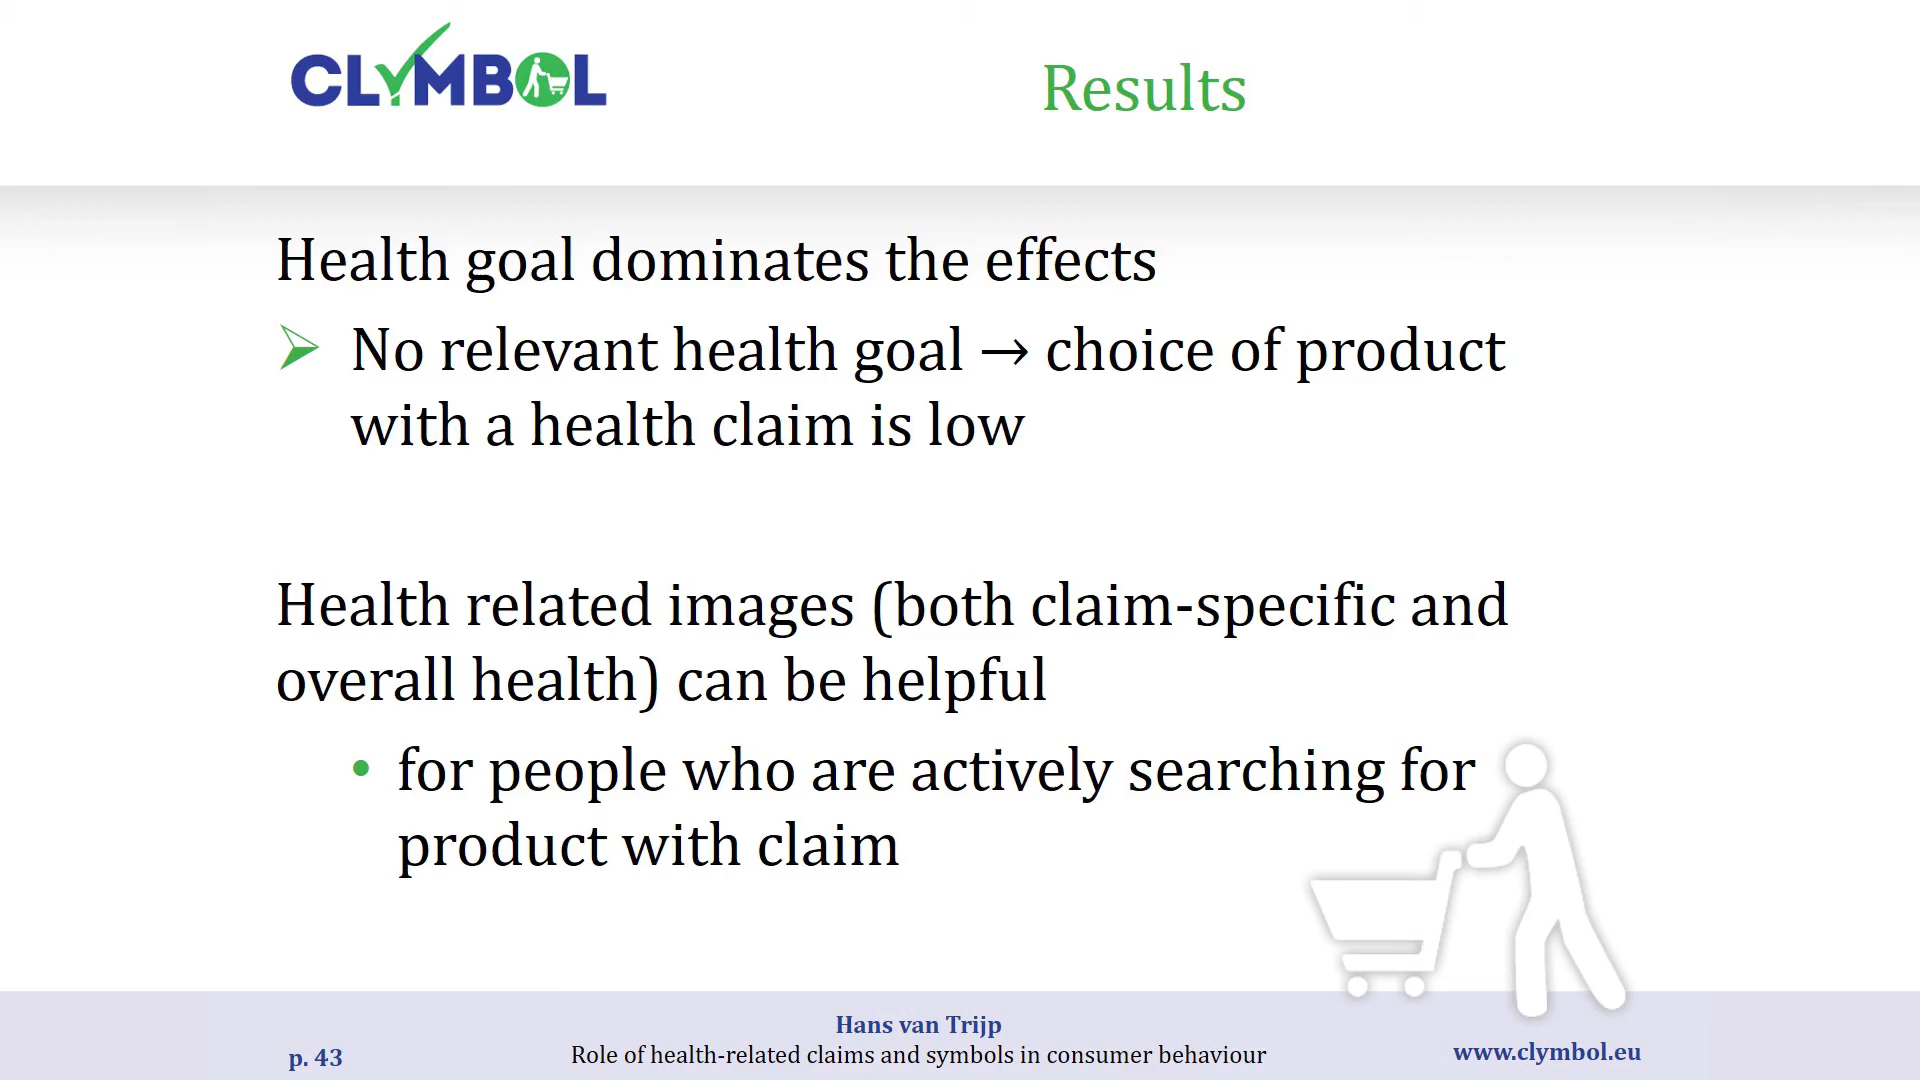 CLYMBOL
Results
Health goal dominates the effects
No relevant health goal → choice of product
with a health claim is low
Health related images (both claim-specific and
overall health) can be helpful
• for people who are actively searching for
product with claim
Hans van Trijp
p. 43
Role of health-related claims and symbols in consumer behaviour
www.clymbol.eu